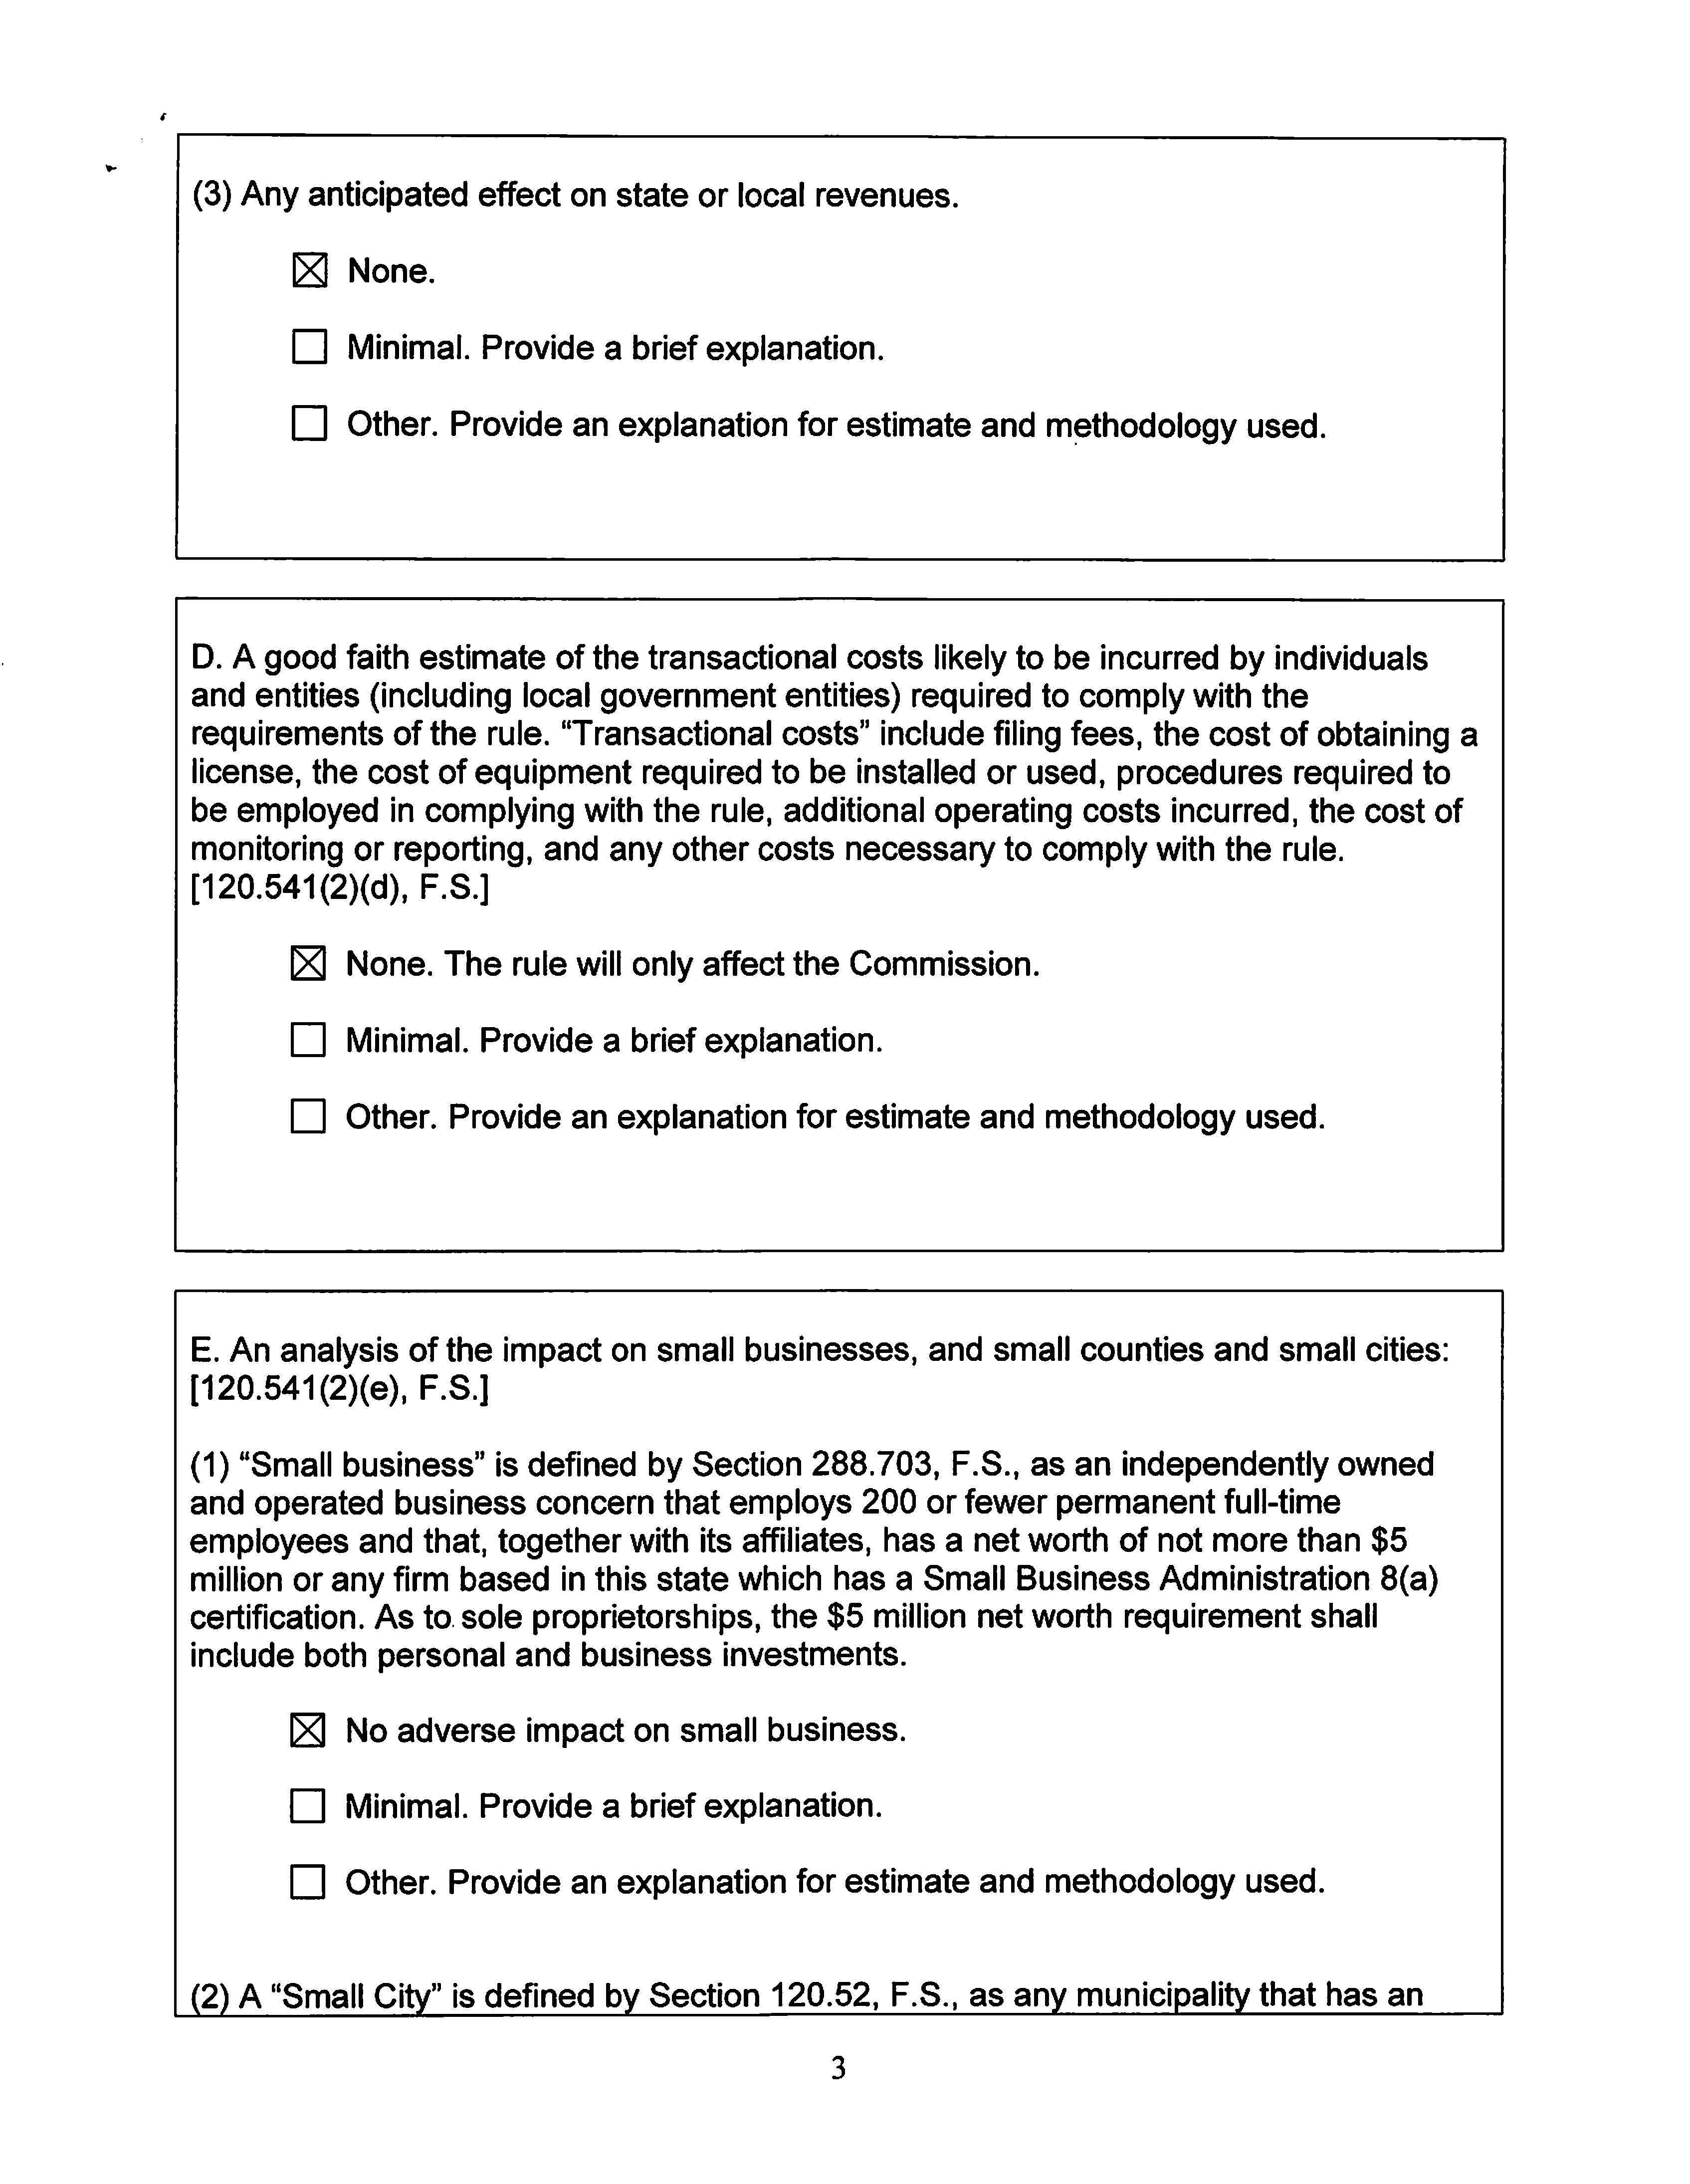 (3) Any anticipated effect on state or local revenues.
☒ None.
☐ Minimal. Provide a brief explanation.
☐ Other. Provide an explanation for estimate and methodology used.
D. A good faith estimate of the transactional costs likely to be incurred by individuals
and entities (including local government entities) required to comply with the
requirements of the rule. “Transactional costs” include filing fees, the cost of obtaining a
license, the cost of equipment required to be installed or used, procedures required to
be employed in complying with the rule, additional operating costs incurred, the cost of
monitoring or reporting, and any other costs necessary to comply with the rule.
[120.541(2)(d), F.S.]
☒ None. The rule will only affect the Commission.
☐ Minimal. Provide a brief explanation.
☐ Other. Provide an explanation for estimate and methodology used.
E. An analysis of the impact on small businesses, and small counties and small cities:
[120.541(2)(e), F.S.]
(1) “Small business” is defined by Section 288.703, F.S., as an independently owned
and operated business concern that employs 200 or fewer permanent full-time
employees and that, together with its affiliates, has a net worth of not more than $5
million or any firm based in this state which has a Small Business Administration 8(a)
certification. As to sole proprietorships, the $5 million net worth requirement shall
include both personal and business investments.
☒ No adverse impact on small business.
☐ Minimal. Provide a brief explanation.
☐ Other. Provide an explanation for estimate and methodology used.
(2) A “Small City” is defined by Section 120.52, F.S., as any municipality that has an
3